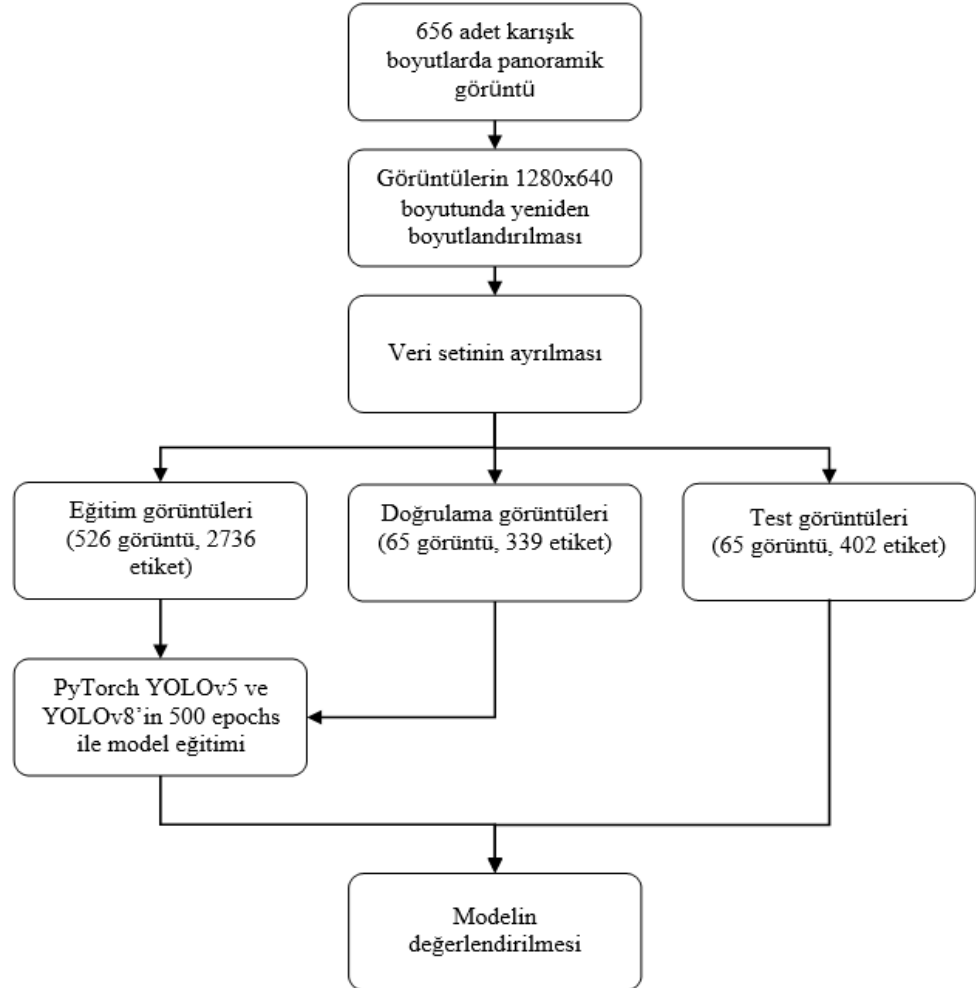 656 adet karışık
boyutlarda panoramik
görüntü
Görüntülerin 1280x640
boyutunda yeniden
boyutlandırılması
Veri setinin ayrılması
Eğitim görüntüleri
(526 görüntü, 2736
etiket)
Doğrulama görüntüleri
(65 görüntü, 339 etiket)
Test görüntüleri
(65 görüntü, 402 etiket)
PyTorch YOLOv5 ve
YOLOv8’in 500 epochs
ile model eğitimi
Modelin
değerlendirilmesi